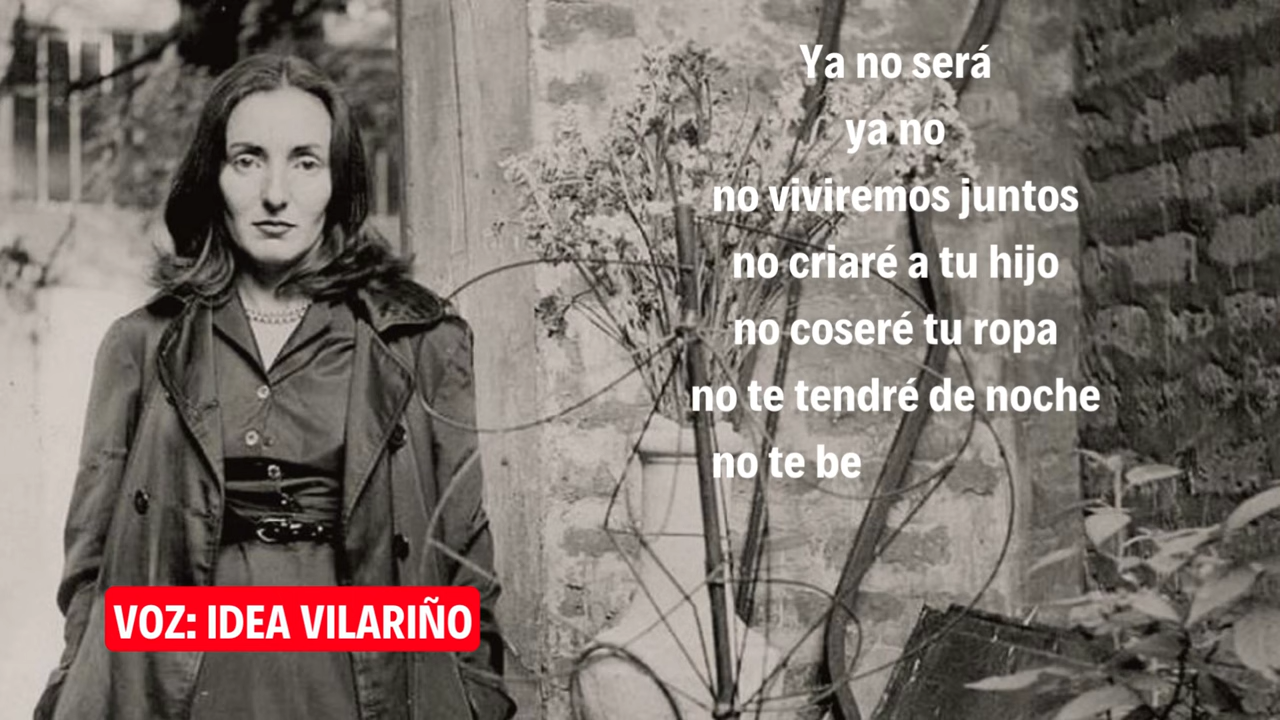 Ya no será
ya no
no viviremos juntos
no criaré a tu hijo
no coseré tu ropa
no te tendré de noche
no te be
VOZ: IDEA VILARIÑO